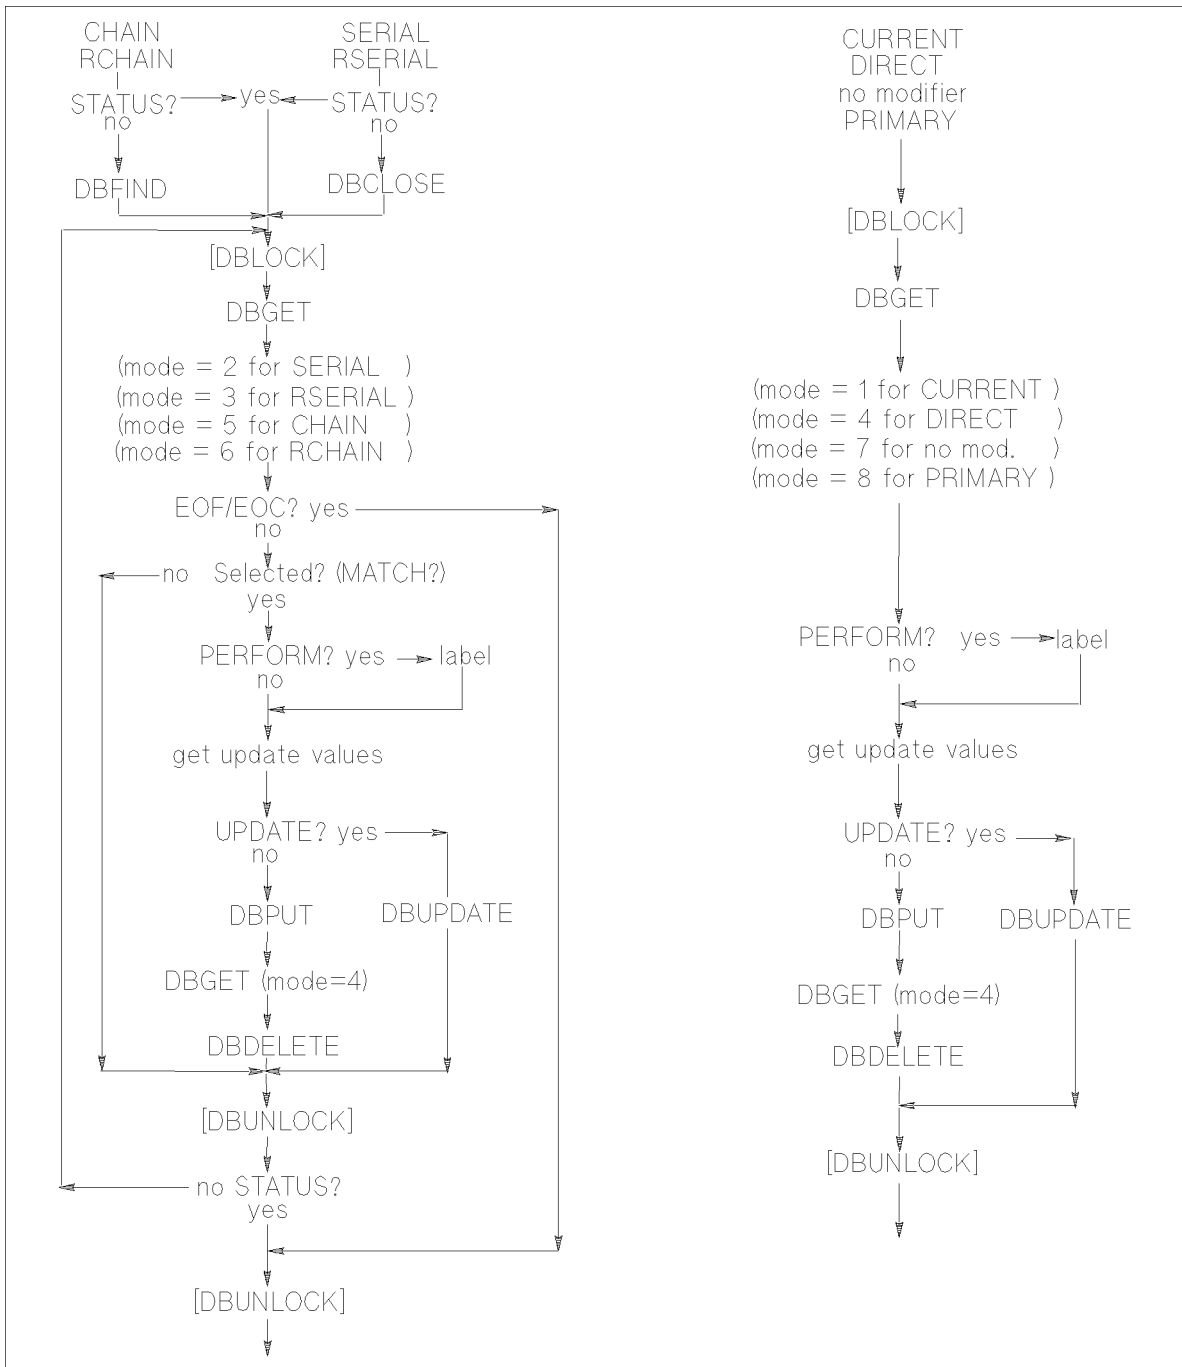 CHAIN
RCHAIN
STATUS?
no
yes
SERIAL
RSERIAL
STATUS?
no
DBFIND
DBCLOSE
[DBLOCK]
DBGET
(mode = 2 for SERIAL )
(mode = 3 for RSERIAL )
(mode = 5 for CHAIN )
(mode = 6 for RCHAIN )
EOF/EOC? yes
no
no Selected? (MATCH?)
yes
PERFORM? yes label
no
get update values
UPDATE? yes
no
DBPUT
DBUPDATE
DBGET (mode=4)
DBDELETE
[DBUNLOCK]
no STATUS?
yes
[DBUNLOCK]
CURRENT
DIRECT
no modifier
PRIMARY
[DBLOCK]
DBGET
(mode = 1 for CURRENT )
(mode = 4 for DIRECT )
(mode = 7 for no mod. )
(mode = 8 for PRIMARY )
PERFORM? yes label
no
get update values
UPDATE? yes
no
DBPUT
DBUPDATE
DBGET (mode=4)
DBDELETE
[DBUNLOCK]